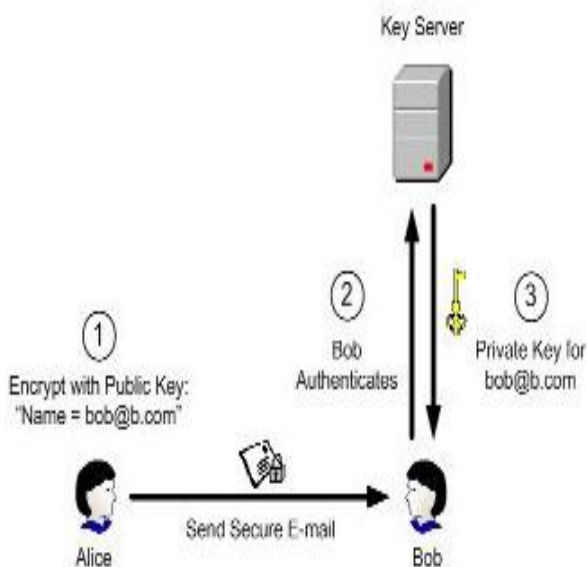 Key Server
1
Encrypt with Public Key:
"Name = bob@b.com"
2
Bob
Authenticates
3
Private Key for
bob@b.com
Send Secure E-mail
Alice
Bob